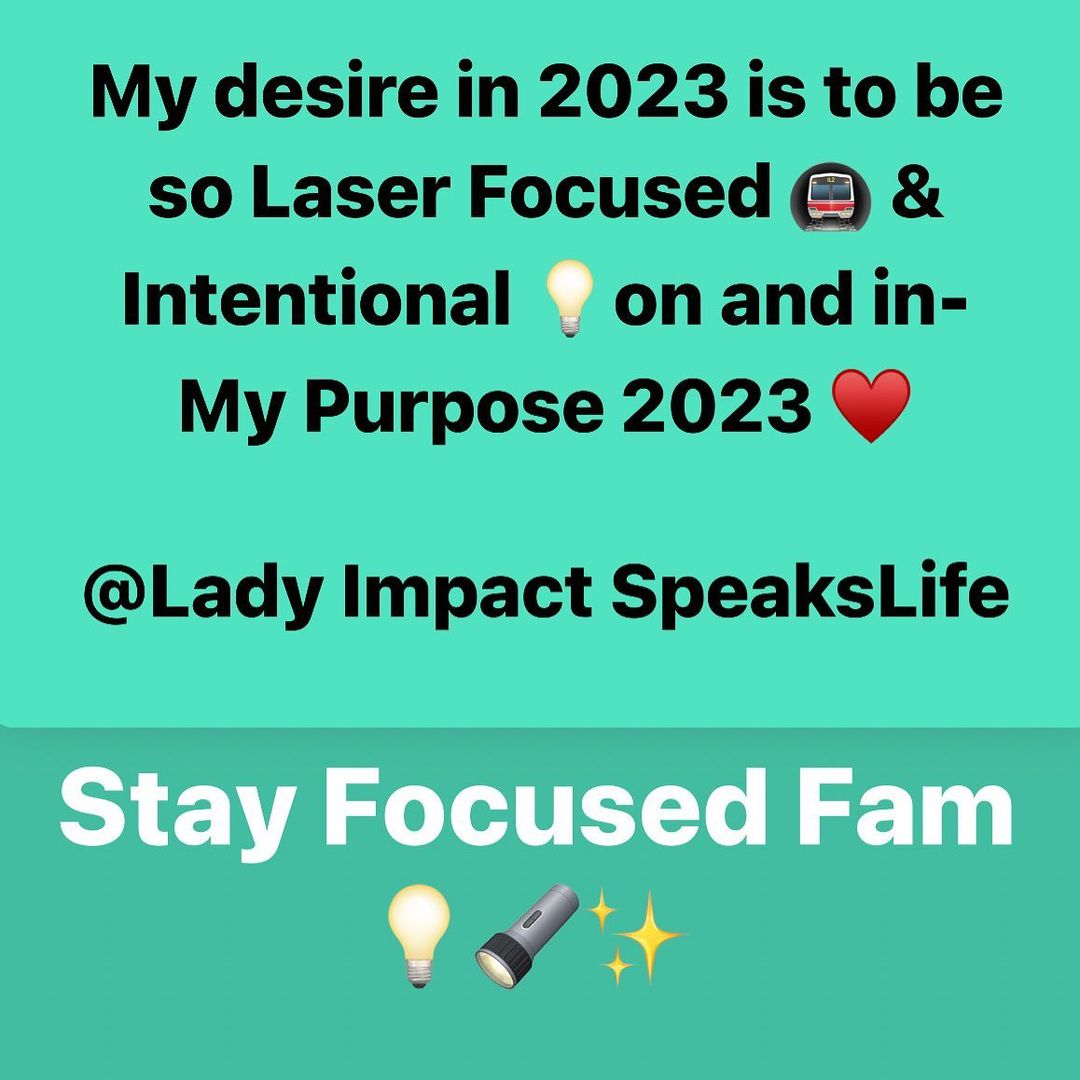 My desire in 2023 is to be
so Laser Focused 🚇 &
Intentional 💡on and in-
My Purpose 2023 ♥️
@Lady Impact SpeaksLife
Stay Focused Fam
💡🔦✨